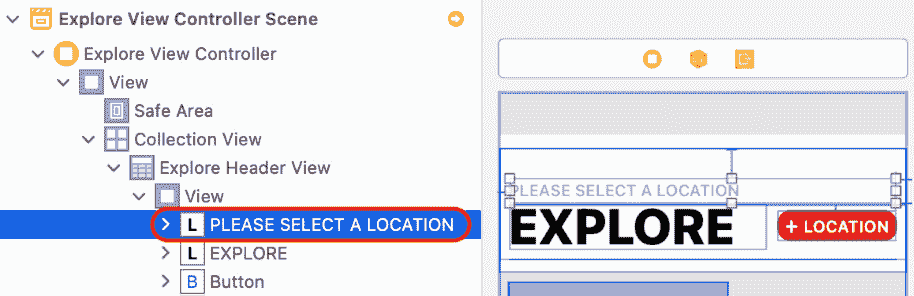 Explore View Controller Scene
Explore View Controller
View
Safe Area
Collection View
Explore Header View
View
L PLEASE SELECT A LOCATION
L EXPLORE
B Button
PLEASE SELECT A LOCATION
EXPLORE
+ LOCATION